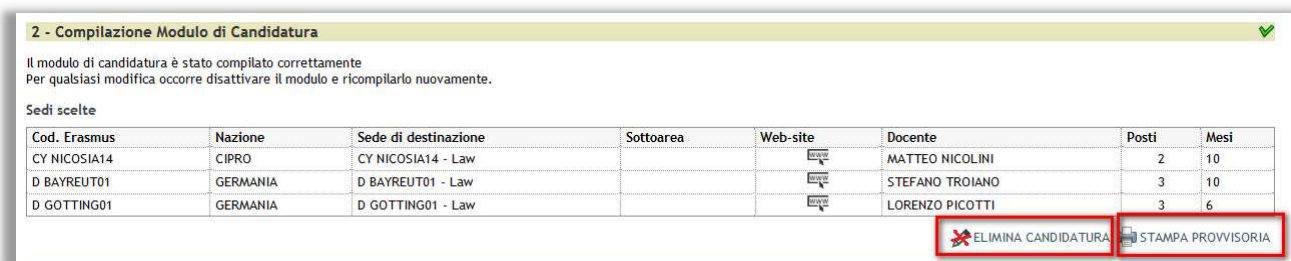 2 - Compilazione Modulo di Candidatura
Il modulo di candidatura è stato compilato correttamente
Per qualsiasi modifica occorre disattivare il modulo e ricompilarlo nuovamente.
Sedi scelte
Cod. Erasmus Nazione Sede di destinazione Sottoarea Web-site Docente Posti Mesi
CY NICOSIA14 CIPRO CY NICOSIA14 - Law www MATTEO NICOLINI 2 10
D BAYREUT01 GERMANIA D BAYREUT01 - Law www STEFANO TROIANO 3 10
D GOTTING01 GERMANIA D GOTTING01 - Law www LORENZO PICOTTI 3 6
ELIMINA CANDIDATURA STAMPA PROVVISORIA